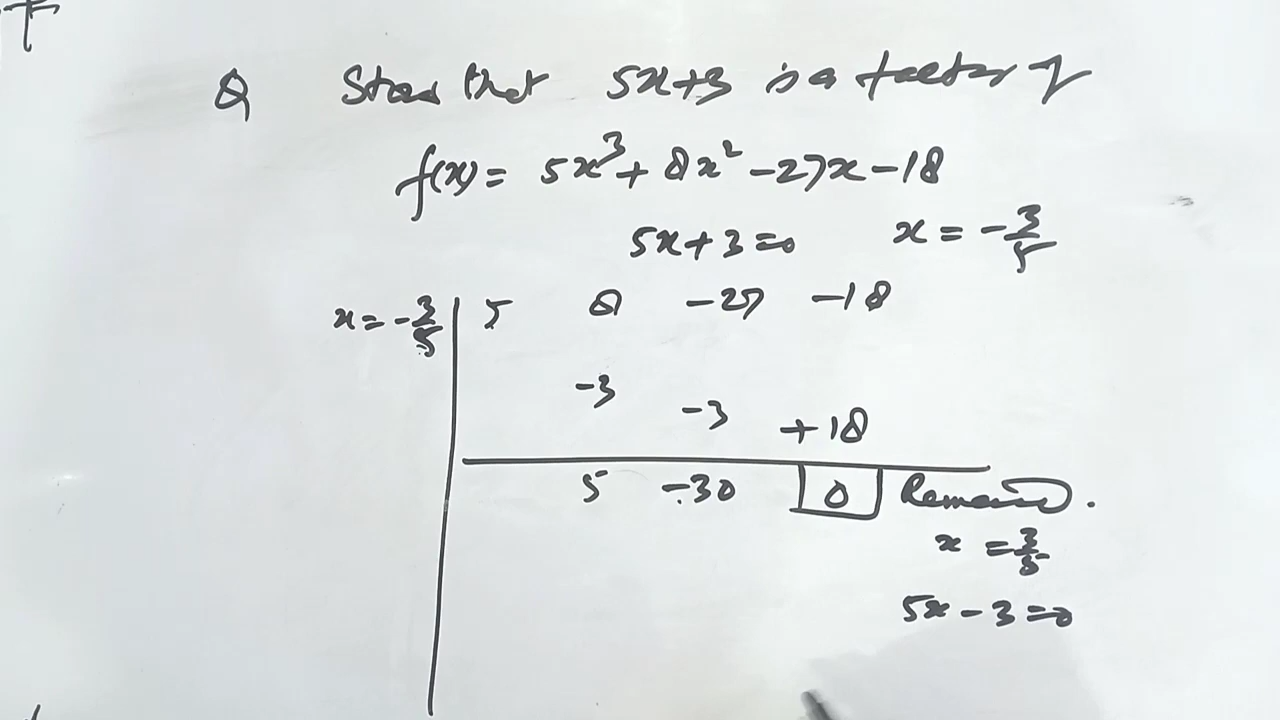 Q Show that 5x+3 is a factor of
f(x) = 5x³ + 8x² - 27x - 18
5x + 3 = 0 x = -3/5
x = -3/5 | 5 8 -27 -18
-3
-3 +18
5 -30 0
x = 3/5
5x - 3 = 0